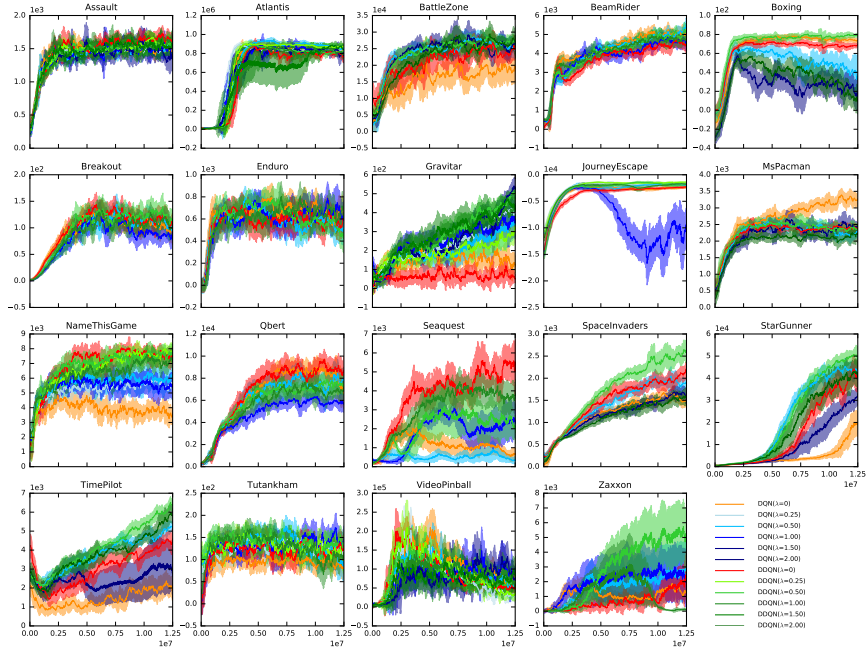 Assault
Atlantis
BattleZone
BeamRider
Boxing
1e3
1e6
1e4
1e3
1e2
2.0
1.5
1.0
0.5
0.0
1.2
1.0
0.8
0.6
0.4
0.2
0.0
−0.2
3.5
3.0
2.5
2.0
1.5
1.0
0.5
0.0
−0.5
6
5
4
3
2
1
0
−1
1.0
0.8
0.6
0.4
0.2
0.0
−0.2
−0.4
Breakout
Enduro
Gravitar
JourneyEscape
MsPacman
1e2
1e3
1e2
1e4
1e3
2.0
1.5
1.0
0.5
0.0
−0.5
1.0
0.8
0.6
0.4
0.2
0.0
−0.2
6
5
4
3
2
1
0
−1
0.0
−0.5
−1.0
−1.5
−2.0
−2.5
4.0
3.5
3.0
2.5
2.0
1.5
1.0
0.5
0.0
NameThisGame
Qbert
Seaquest
SpaceInvaders
StarGunner
1e3
1e4
1e3
1e3
1e4
9
8
7
6
5
4
3
2
1
0
1.2
1.0
0.8
0.6
0.4
0.2
0.0
7
6
5
4
3
2
1
0
3.0
2.5
2.0
1.5
1.0
0.5
0.0
6
5
4
3
2
1
0
0.00 0.25 0.50 0.75 1.00 1.25
1e7
TimePilot
Tutankham
VideoPinball
Zaxxon
1e3
1e2
1e5
1e3
7
6
5
4
3
2
1
0
2.0
1.5
1.0
0.5
0.0
−0.5
3.0
2.5
2.0
1.5
1.0
0.5
0.0
−0.5
8
7
6
5
4
3
2
1
0
−1
0.00 0.25 0.50 0.75 1.00 1.25
1e7
0.00 0.25 0.50 0.75 1.00 1.25
1e7
0.00 0.25 0.50 0.75 1.00 1.25
1e7
0.00 0.25 0.50 0.75 1.00 1.25
1e7
DQN(λ=0)
DQN(λ=0.25)
DQN(λ=0.50)
DQN(λ=1.00)
DQN(λ=1.50)
DQN(λ=2.00)
DDQN(λ=0)
DDQN(λ=0.25)
DDQN(λ=0.50)
DDQN(λ=1.00)
DDQN(λ=1.50)
DDQN(λ=2.00)